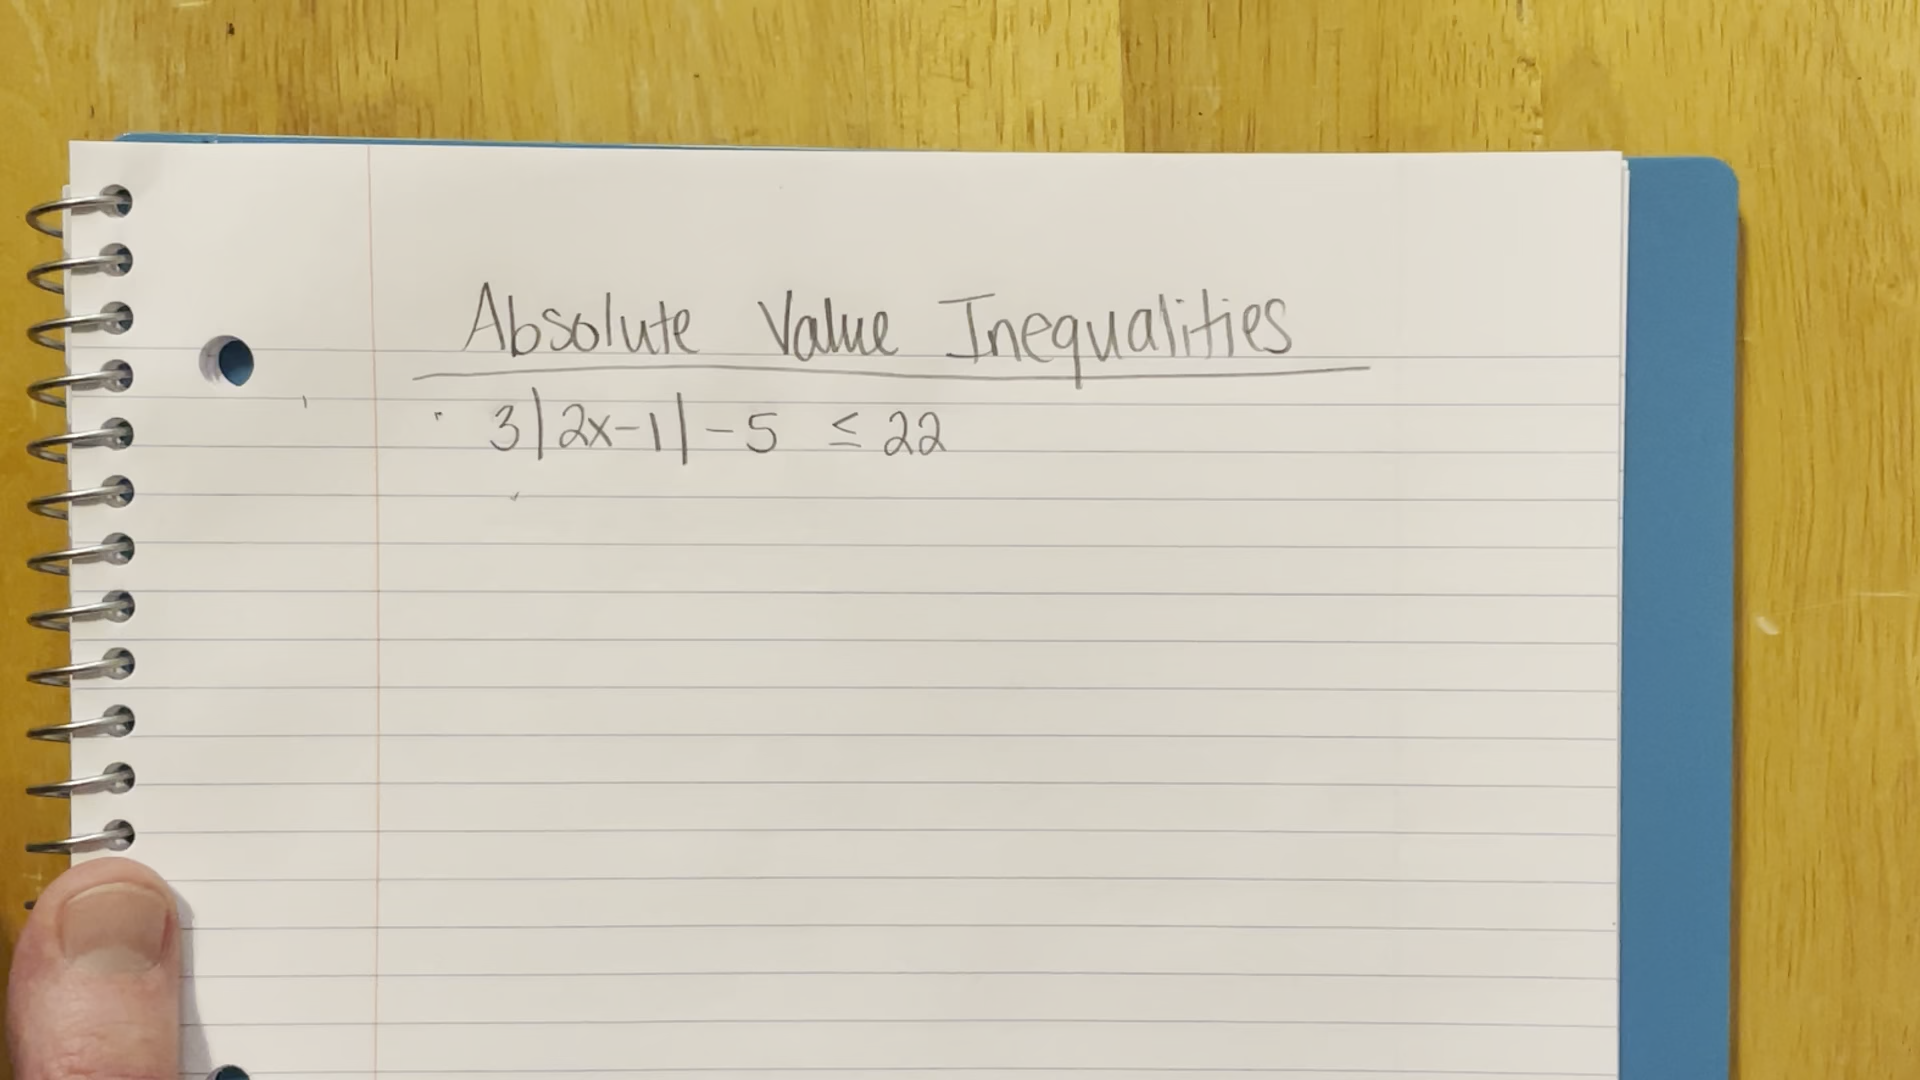 Absolute Value Inequalities
3|2x-1|-5 ≤ 22